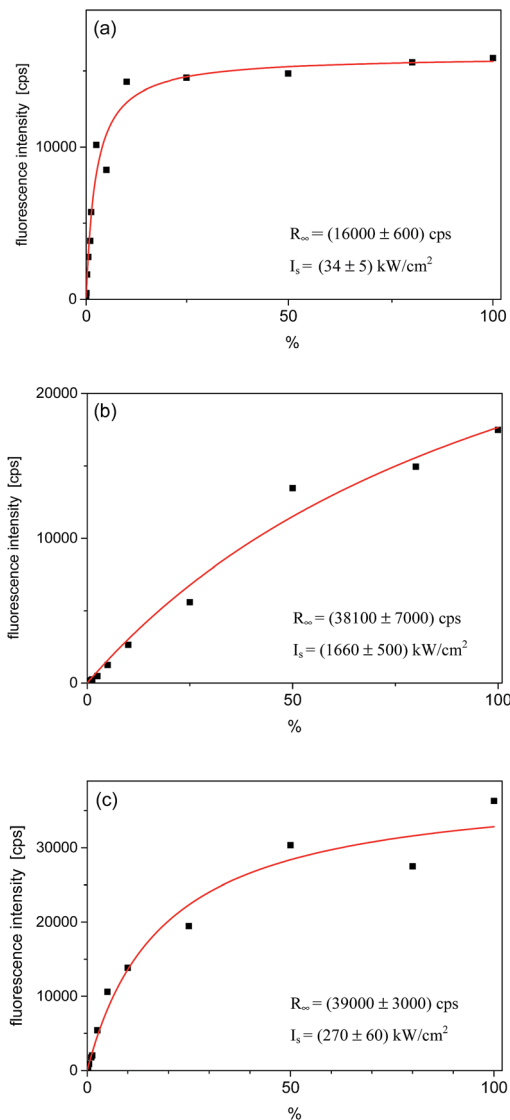 (a)
fluorescence intensity [cps]
10000
0
R∞ = (16000 ± 600) cps
Is = (34 ± 5) kW/cm²
0 50 100
%
(b)
fluorescence intensity [cps]
20000
10000
0
R∞ = (38100 ± 7000) cps
Is = (1660 ± 500) kW/cm²
0 50 100
%
(c)
fluorescence intensity [cps]
30000
20000
10000
0
R∞ = (39000 ± 3000) cps
Is = (270 ± 60) kW/cm²
0 50 100
%